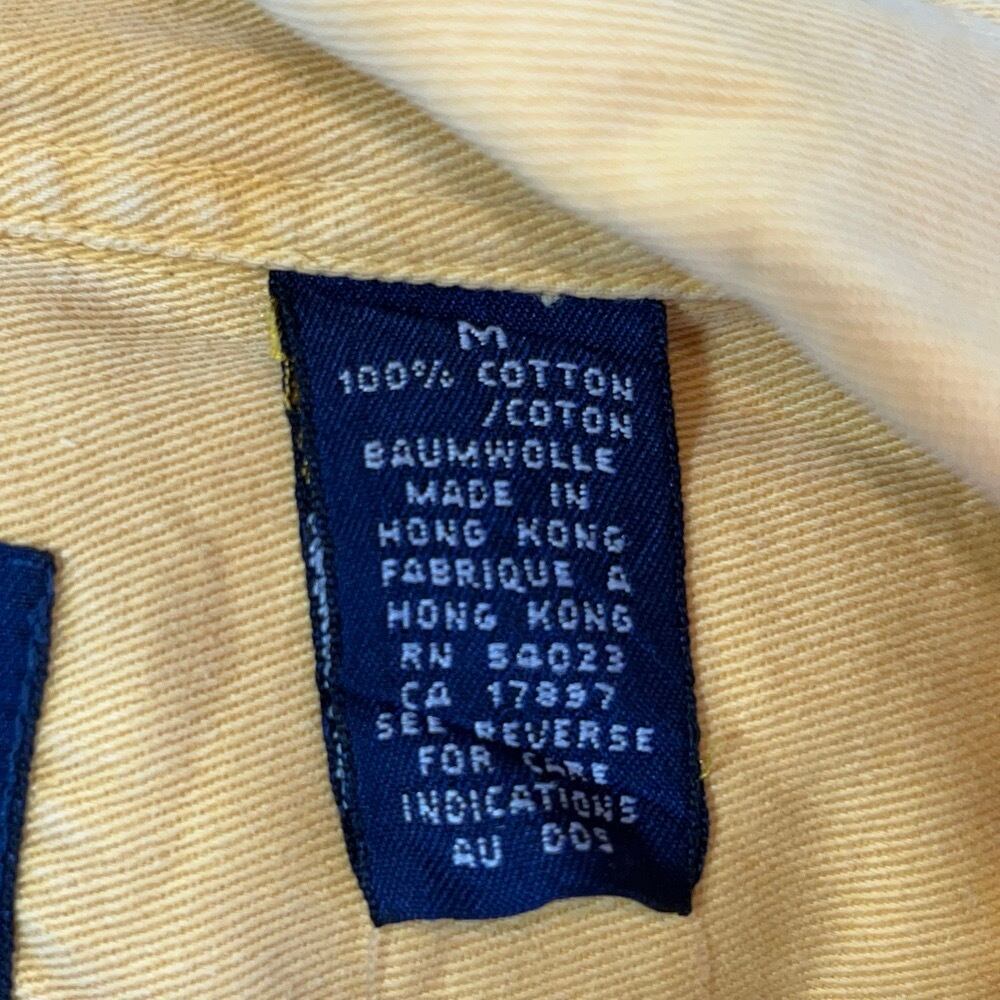 M
100% COTTON
/COTON
BAUMWOLLE
MADE IN
HONG KONG
FABRIQUE A
HONG KONG
RN 54023
CA 17897
SEE REVERSE
FOR CARE
INDICATIONS
AU DOS